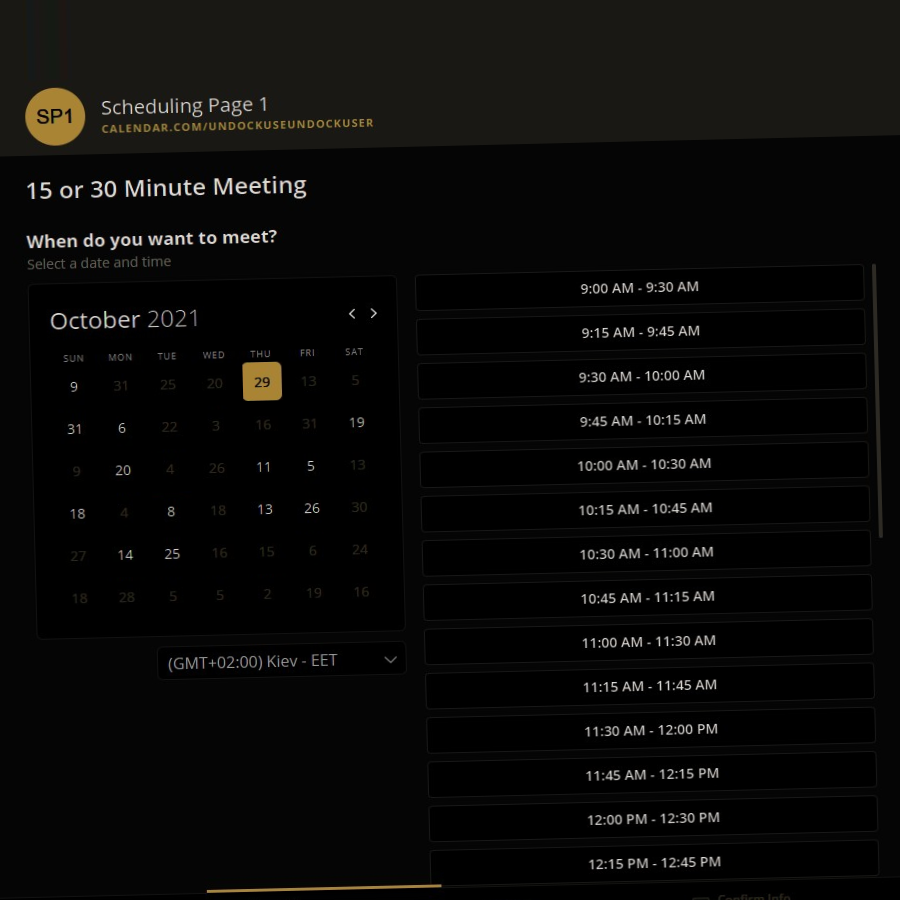 SP1
Scheduling Page 1
CALENDAR.COM/UNDOCKUSEUNDOCKUSER
15 or 30 Minute Meeting
When do you want to meet?
Select a date and time
October 2021
SUN MON TUE WED THU FRI SAT
9 31 25 20 29 13 5
31 6 22 3 16 31 19
9 20 4 26 11 5 13
18 4 8 18 13 26 30
27 14 25 16 15 6 24
18 28 5 5 2 19 16
(GMT+02:00) Kiev - EET
9:00 AM - 9:30 AM
9:15 AM - 9:45 AM
9:30 AM - 10:00 AM
9:45 AM - 10:15 AM
10:00 AM - 10:30 AM
10:15 AM - 10:45 AM
10:30 AM - 11:00 AM
10:45 AM - 11:15 AM
11:00 AM - 11:30 AM
11:15 AM - 11:45 AM
11:30 AM - 12:00 PM
11:45 AM - 12:15 PM
12:00 PM - 12:30 PM
12:15 PM - 12:45 PM
Confirm info